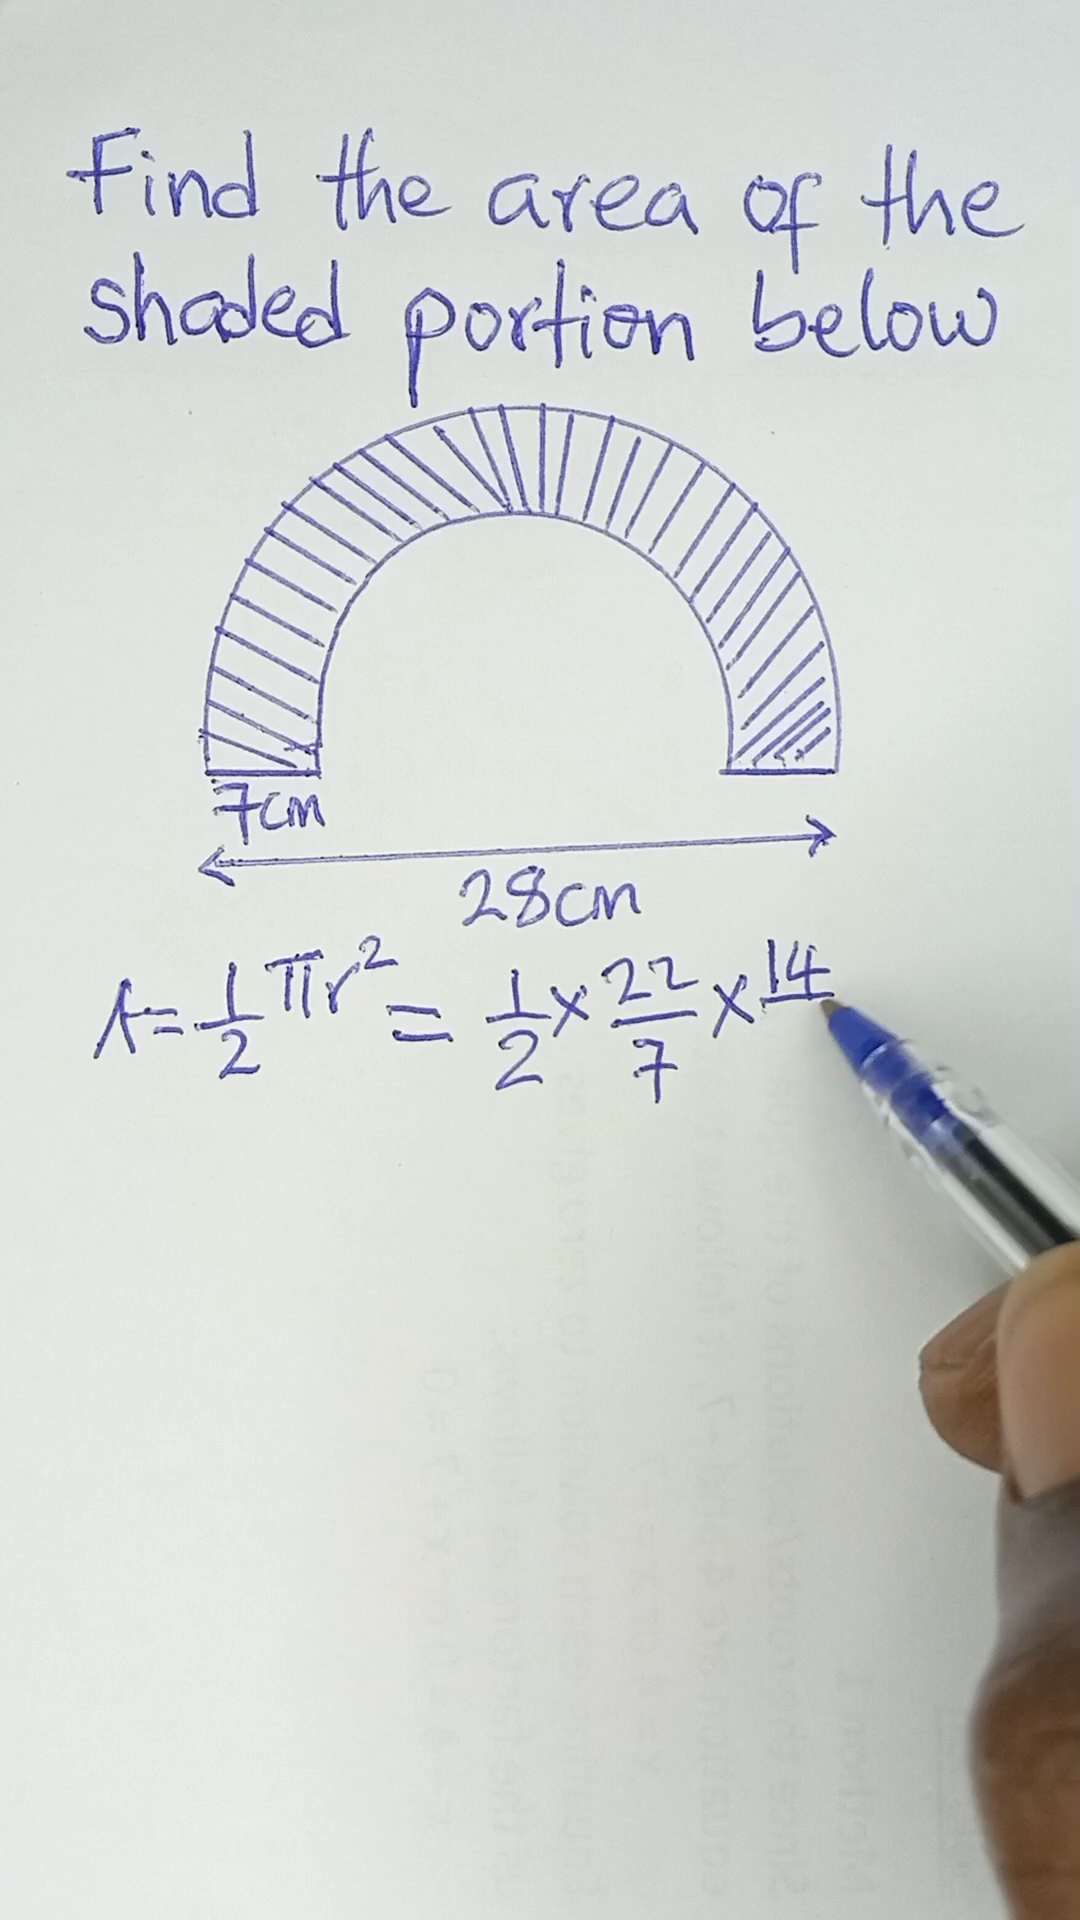 Find the area of the
shaded portion below
7cm
28cm
A = 1/2 πr² = 1/2 × 22/7 × 14